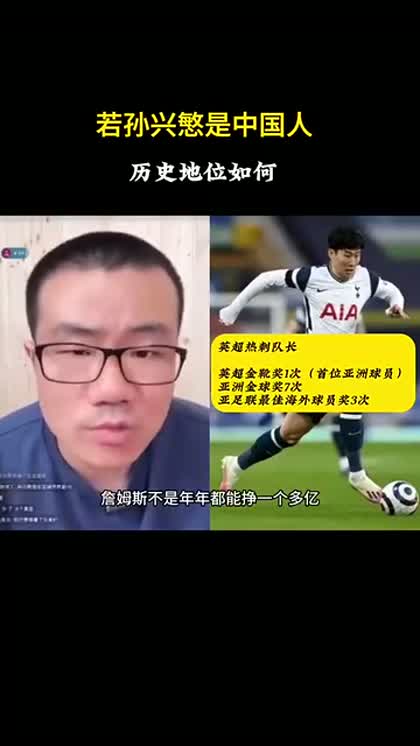 若孙兴慜是中国人
历史地位如何
英超热刺队长
英超金靴奖1次（首位亚洲球员）
亚洲金球奖7次
亚足联最佳海外球员奖3次
AIA
詹姆斯不是年年都能挣一个多亿